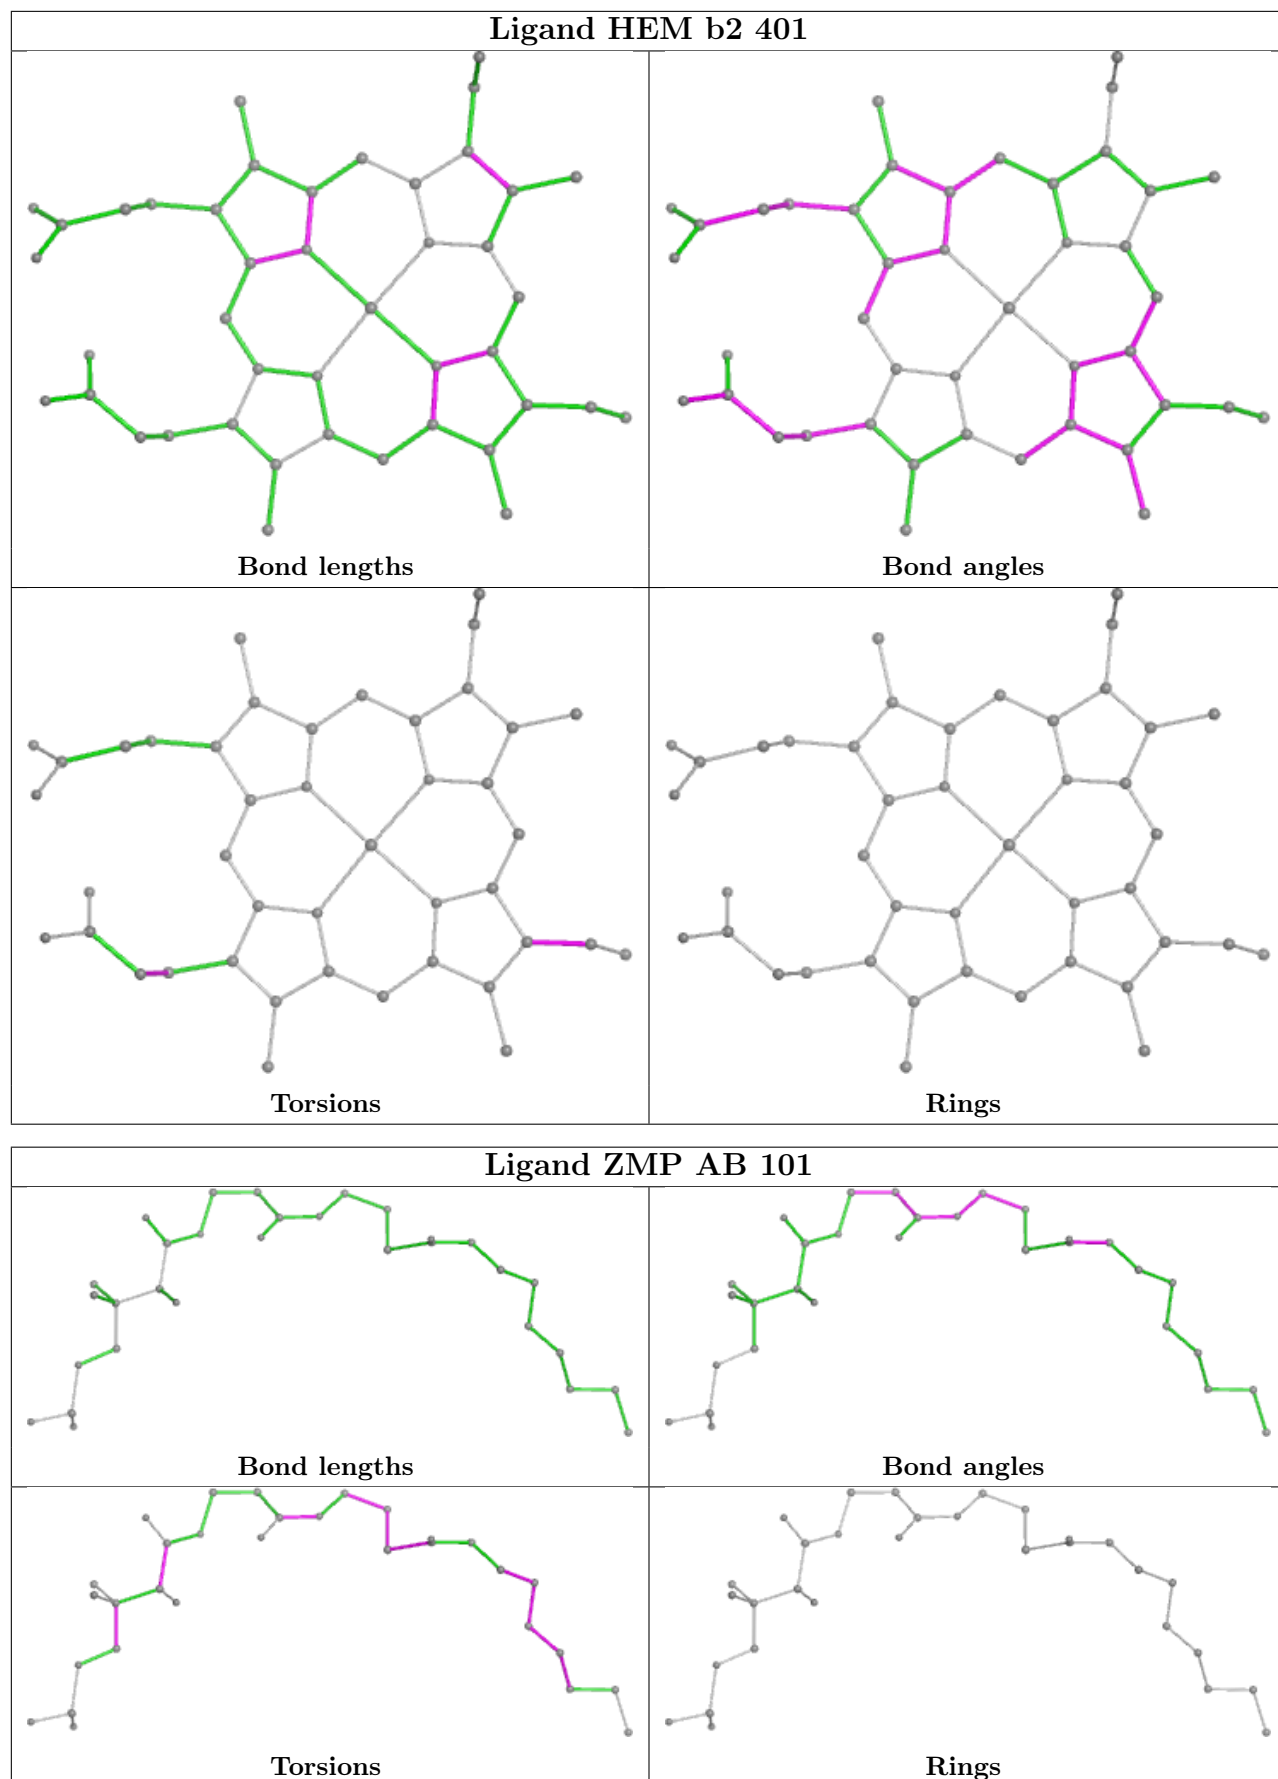 Ligand HEM b2 401
Bond lengths
Bond angles
Torsions
Rings
Ligand ZMP AB 101
Bond lengths
Bond angles
Torsions
Rings